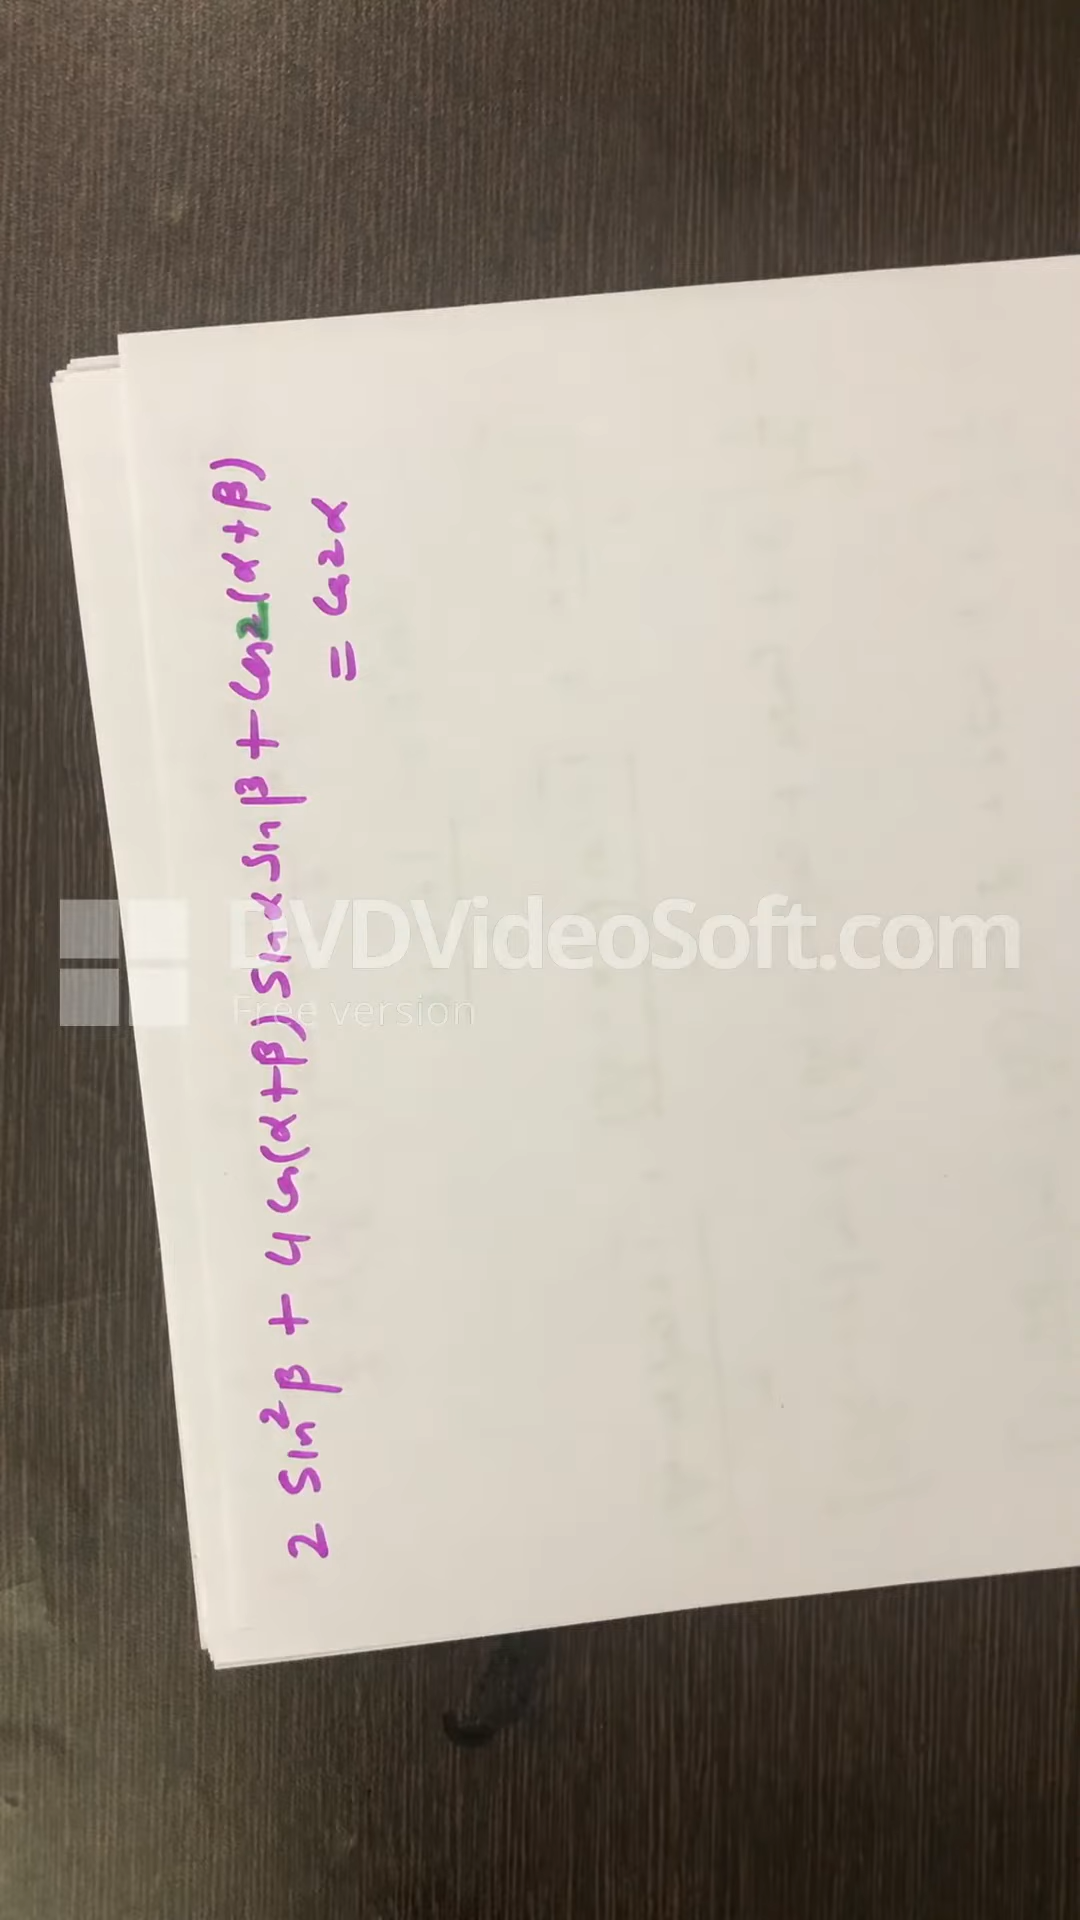 2 Sin²β + 4 Cos(α+β) Sinα Sinβ + Cos2(α+β)
= Cos2α
DVDVideoSoft.com
Free version